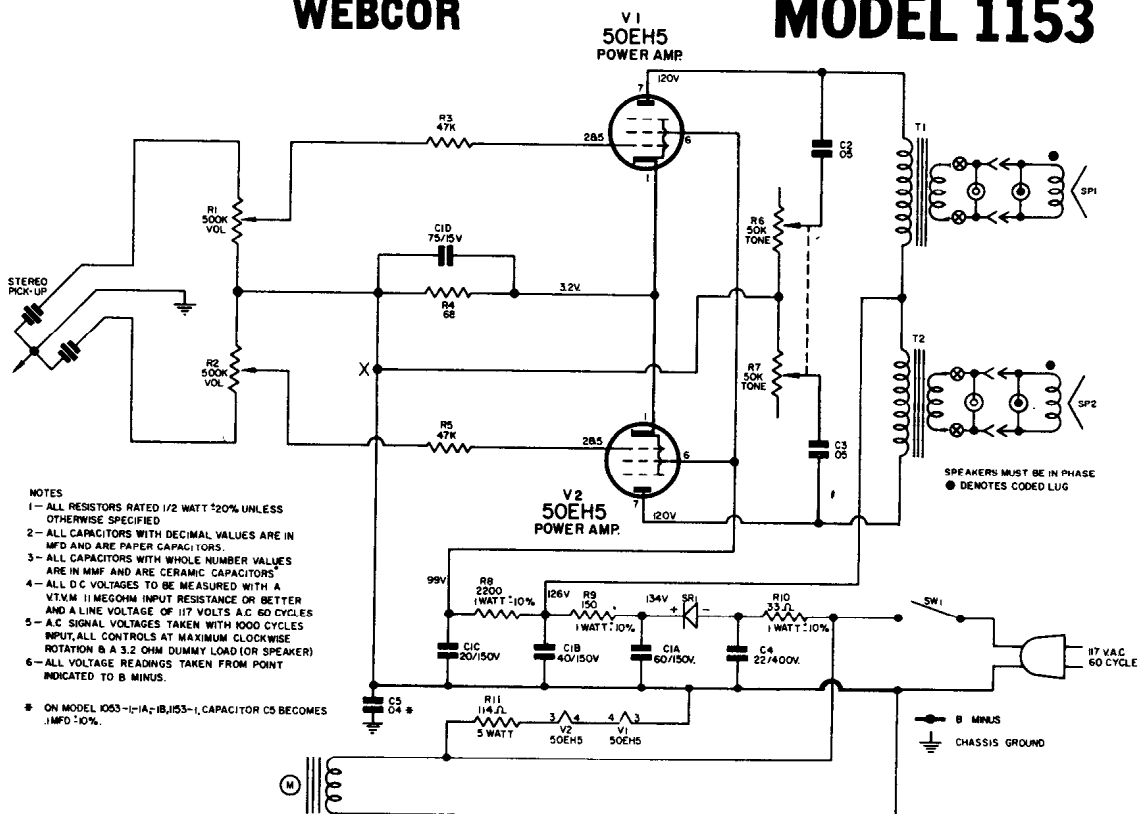 WEBCOR
MODEL 1153
V1
50EH5
POWER AMP.
7
120V
2&5
6
1
R3
47K
C2
05
T1
SP1
R1
500K
VOL
R6
50K
TONE
C1D
75/15V
STEREO
PICK-UP
R4
68
3.2V.
T2
R2
500K
VOL
X
R7
50K
TONE
SP2
R5
47K
2&5
1
6
C3
05
7
120V
V2
50EH5
POWER AMP.
SPEAKERS MUST BE IN PHASE
● DENOTES CODED LUG
NOTES
1 – ALL RESISTORS RATED 1/2 WATT ±20% UNLESS
OTHERWISE SPECIFIED
2 – ALL CAPACITORS WITH DECIMAL VALUES ARE IN
MFD AND ARE PAPER CAPACITORS.
3 – ALL CAPACITORS WITH WHOLE NUMBER VALUES
ARE IN MMF AND ARE CERAMIC CAPACITORS
4 – ALL D C VOLTAGES TO BE MEASURED WITH A
V.T.V.M 11 MEGOHM INPUT RESISTANCE OR BETTER
AND A LINE VOLTAGE OF 117 VOLTS A.C 60 CYCLES
5 – A.C SIGNAL VOLTAGES TAKEN WITH 1000 CYCLES
INPUT, ALL CONTROLS AT MAXIMUM CLOCKWISE
ROTATION & A 3.2 OHM DUMMY LOAD (OR SPEAKER)
6 – ALL VOLTAGE READINGS TAKEN FROM POINT
INDICATED TO B MINUS.
* ON MODEL 1053-1,-1A,-1B,1153-1, CAPACITOR C5 BECOMES
.1MFD ±10%.
99V
R8
2200
1 WATT ±10%
126V
R9
150
1 WATT ±10%
134V
SR1
+
-
R10
33Ω
1 WATT ±10%
SW1
117 V.A.C
60 CYCLE
C1C
20/150V
C1B
40/150V
C1A
60/150V
C4
22/400V.
C5
04 *
R11
114Ω
5 WATT
3 4
V2
50EH5
4 3
V1
50EH5
B MINUS
CHASSIS GROUND
M